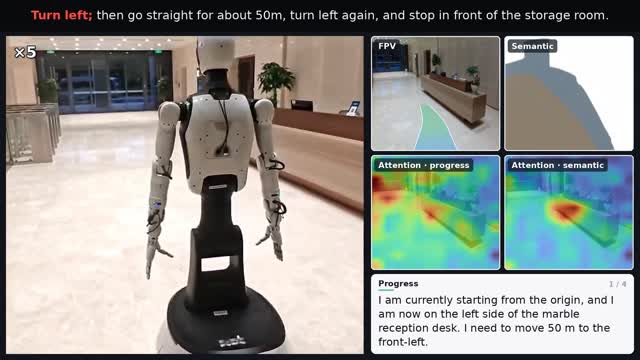 Turn left; then go straight for about 50m, turn left again, and stop in front of the storage room.
×5
FPV
Semantic
Attention · progress
Attention · semantic
Progress
1 / 4
I am currently starting from the origin, and I
am now on the left side of the marble
reception desk. I need to move 50 m to the
front-left.